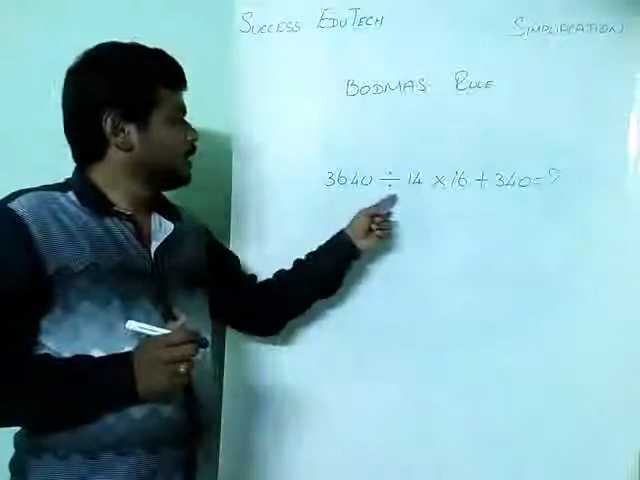 SUCCESS EDUTECH
SIMPLIFICATION
BODMAS RULE
3640 ÷ 14 × 16 + 340 = ?